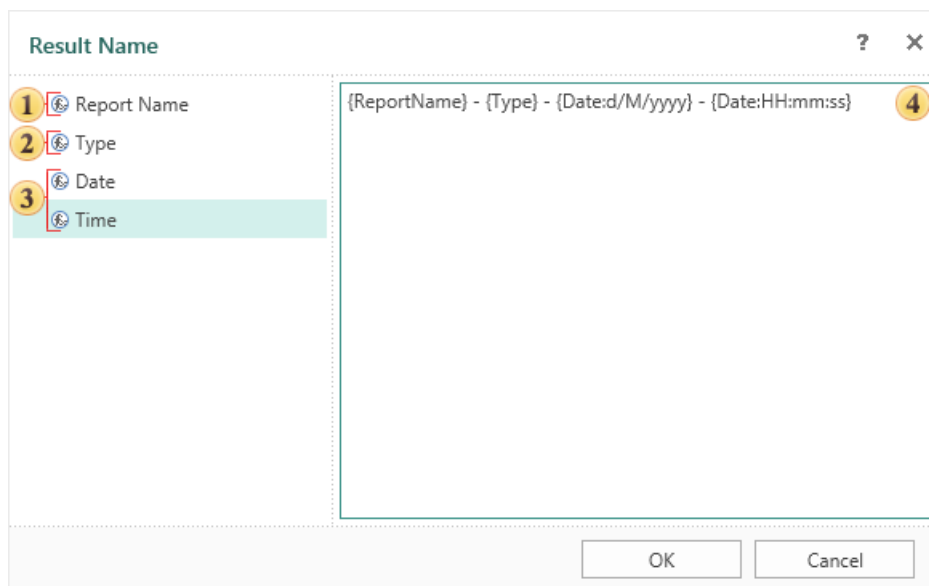 Result Name
? ×
1 Report Name
2 Type
3 Date
Time
{ReportName} - {Type} - {Date:d/M/yyyy} - {Date:HH:mm:ss}
4
OK
Cancel